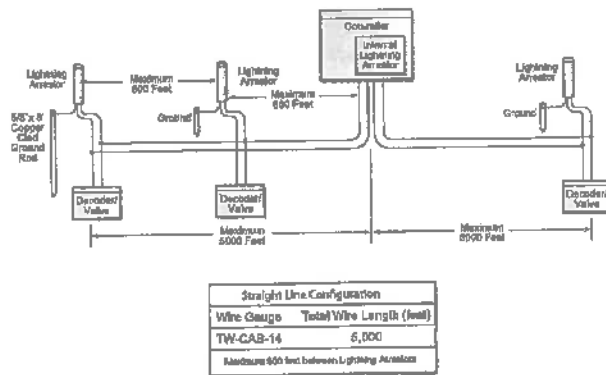 Controller
Internal
Lightning
Arrestor
Lightning
Arrestor
Maximum
600 Feet
Lightning
Arrestor
Maximum
Lightning
Arrestor
5/8"x 8'
Copper
Clad
Ground
Rod
Ground
Ground
Decoder/
Valve
Decoder/
Valve
Decoder/
Valve
Maximum
5000 Feet
Maximum
5000 Feet
Straight Line Configuration
Wire Gauge Total Wire Length (feet)
TW-CAB-14 5,000
Maximum 600 feet between Lightning Arrestors